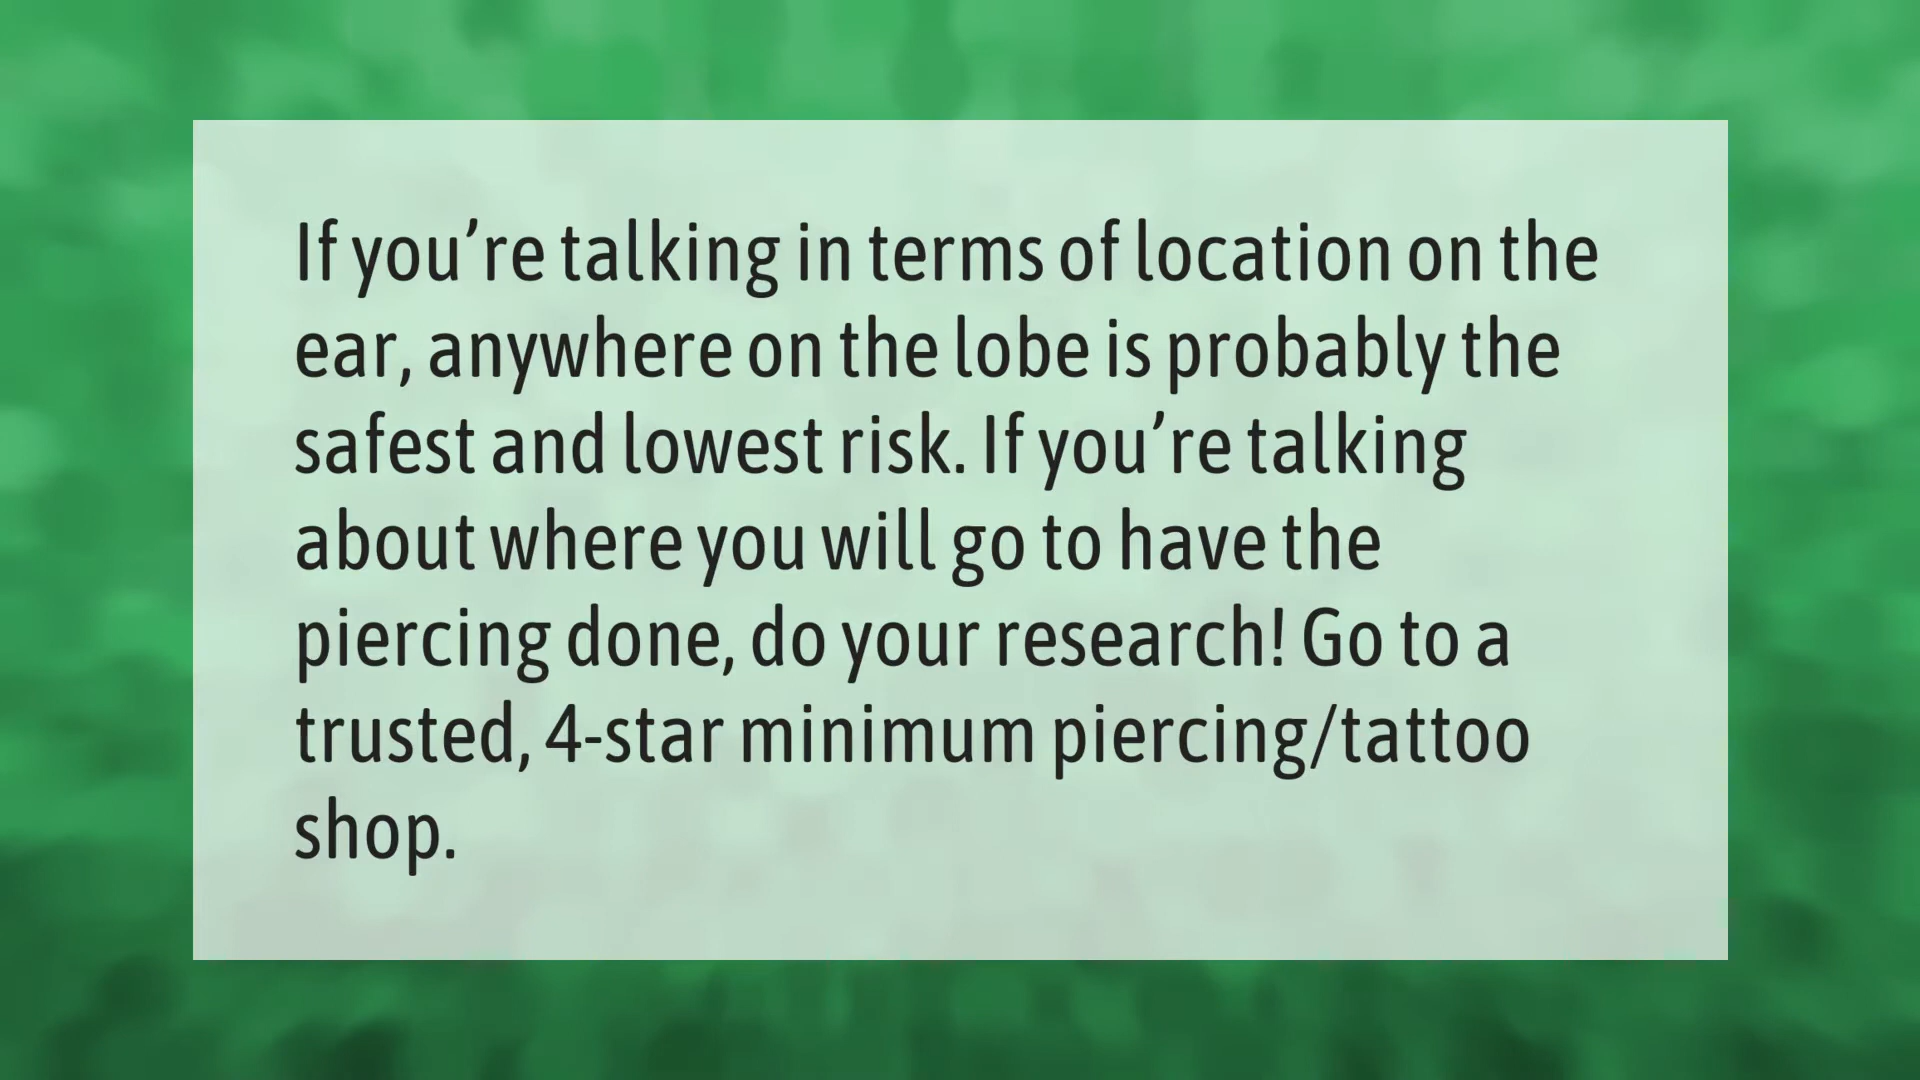 If you’re talking in terms of location on the
ear, anywhere on the lobe is probably the
safest and lowest risk. If you’re talking
about where you will go to have the
piercing done, do your research! Go to a
trusted, 4-star minimum piercing/tattoo
shop.